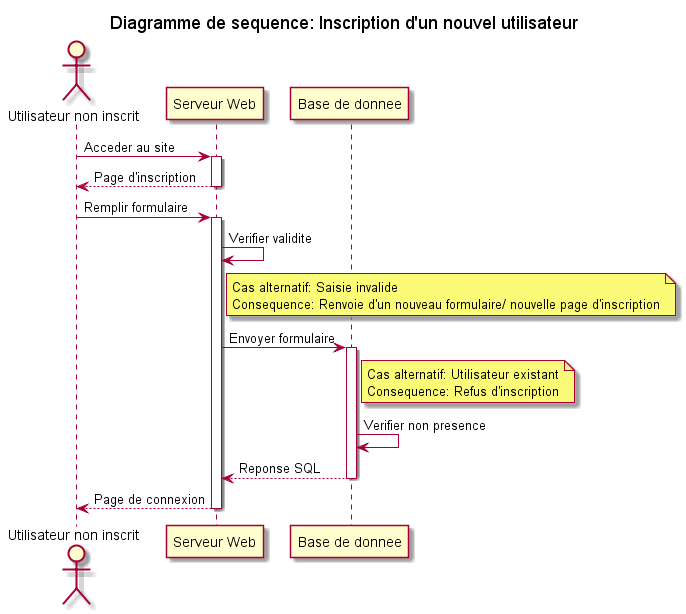 Diagramme de sequence: Inscription d'un nouvel utilisateur
Utilisateur non inscrit
Serveur Web
Base de donnee
Acceder au site
Page d'inscription
Remplir formulaire
Verifier validite
Cas alternatif: Saisie invalide
Consequence: Renvoie d'un nouveau formulaire/ nouvelle page d'inscription
Envoyer formulaire
Cas alternatif: Utilisateur existant
Consequence: Refus d'inscription
Verifier non presence
Reponse SQL
Page de connexion
Utilisateur non inscrit
Serveur Web
Base de donnee